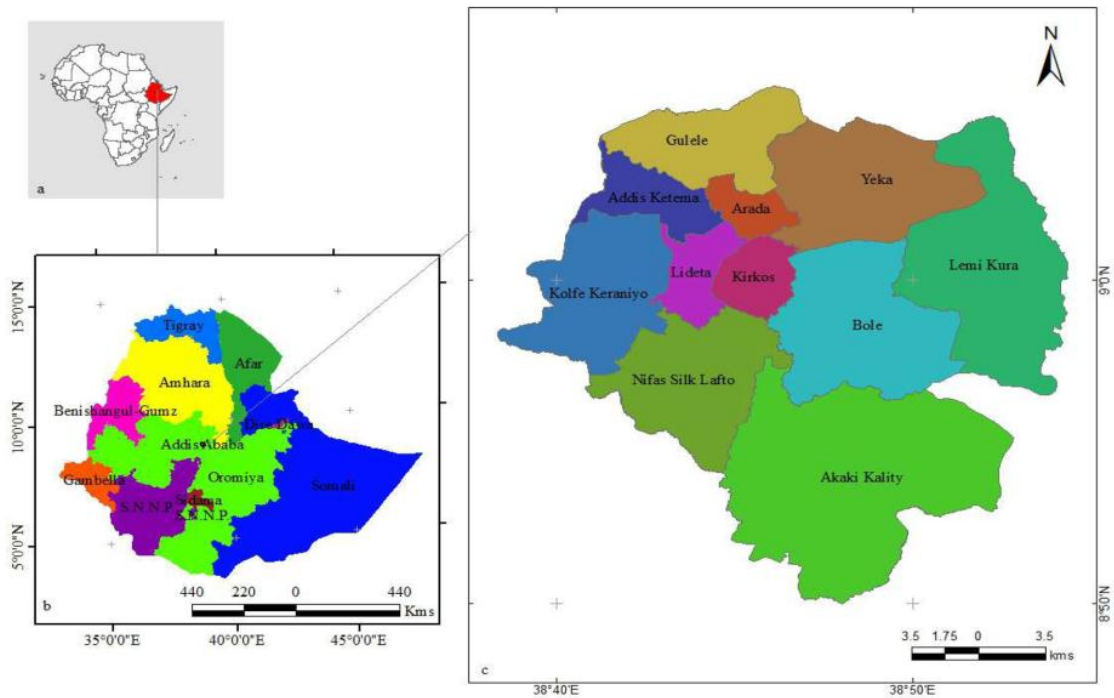 a
15°0'0"N
10°0'0"N
5°0'0"N
Tigray
Afar
Amhara
Benishangul-Gumz
Dire Dawa
Addis Ababa
Gambella
Oromiya
Somali
Sidama
S.N.N.P.
S.N.N.P.
440 220 0 440
Kms
b
35°0'0"E 40°0'0"E 45°0'0"E
N
Gulele
Yeka
Addis Ketema
Arada
Lideta
Kirkos
Lemi Kura
Kolfe Keraniyo
Bole
Nifas Silk Lafto
Akaki Kality
9°0'N
8°50'N
3.5 1.75 0 3.5
kms
c
38°40'E 38°50'E